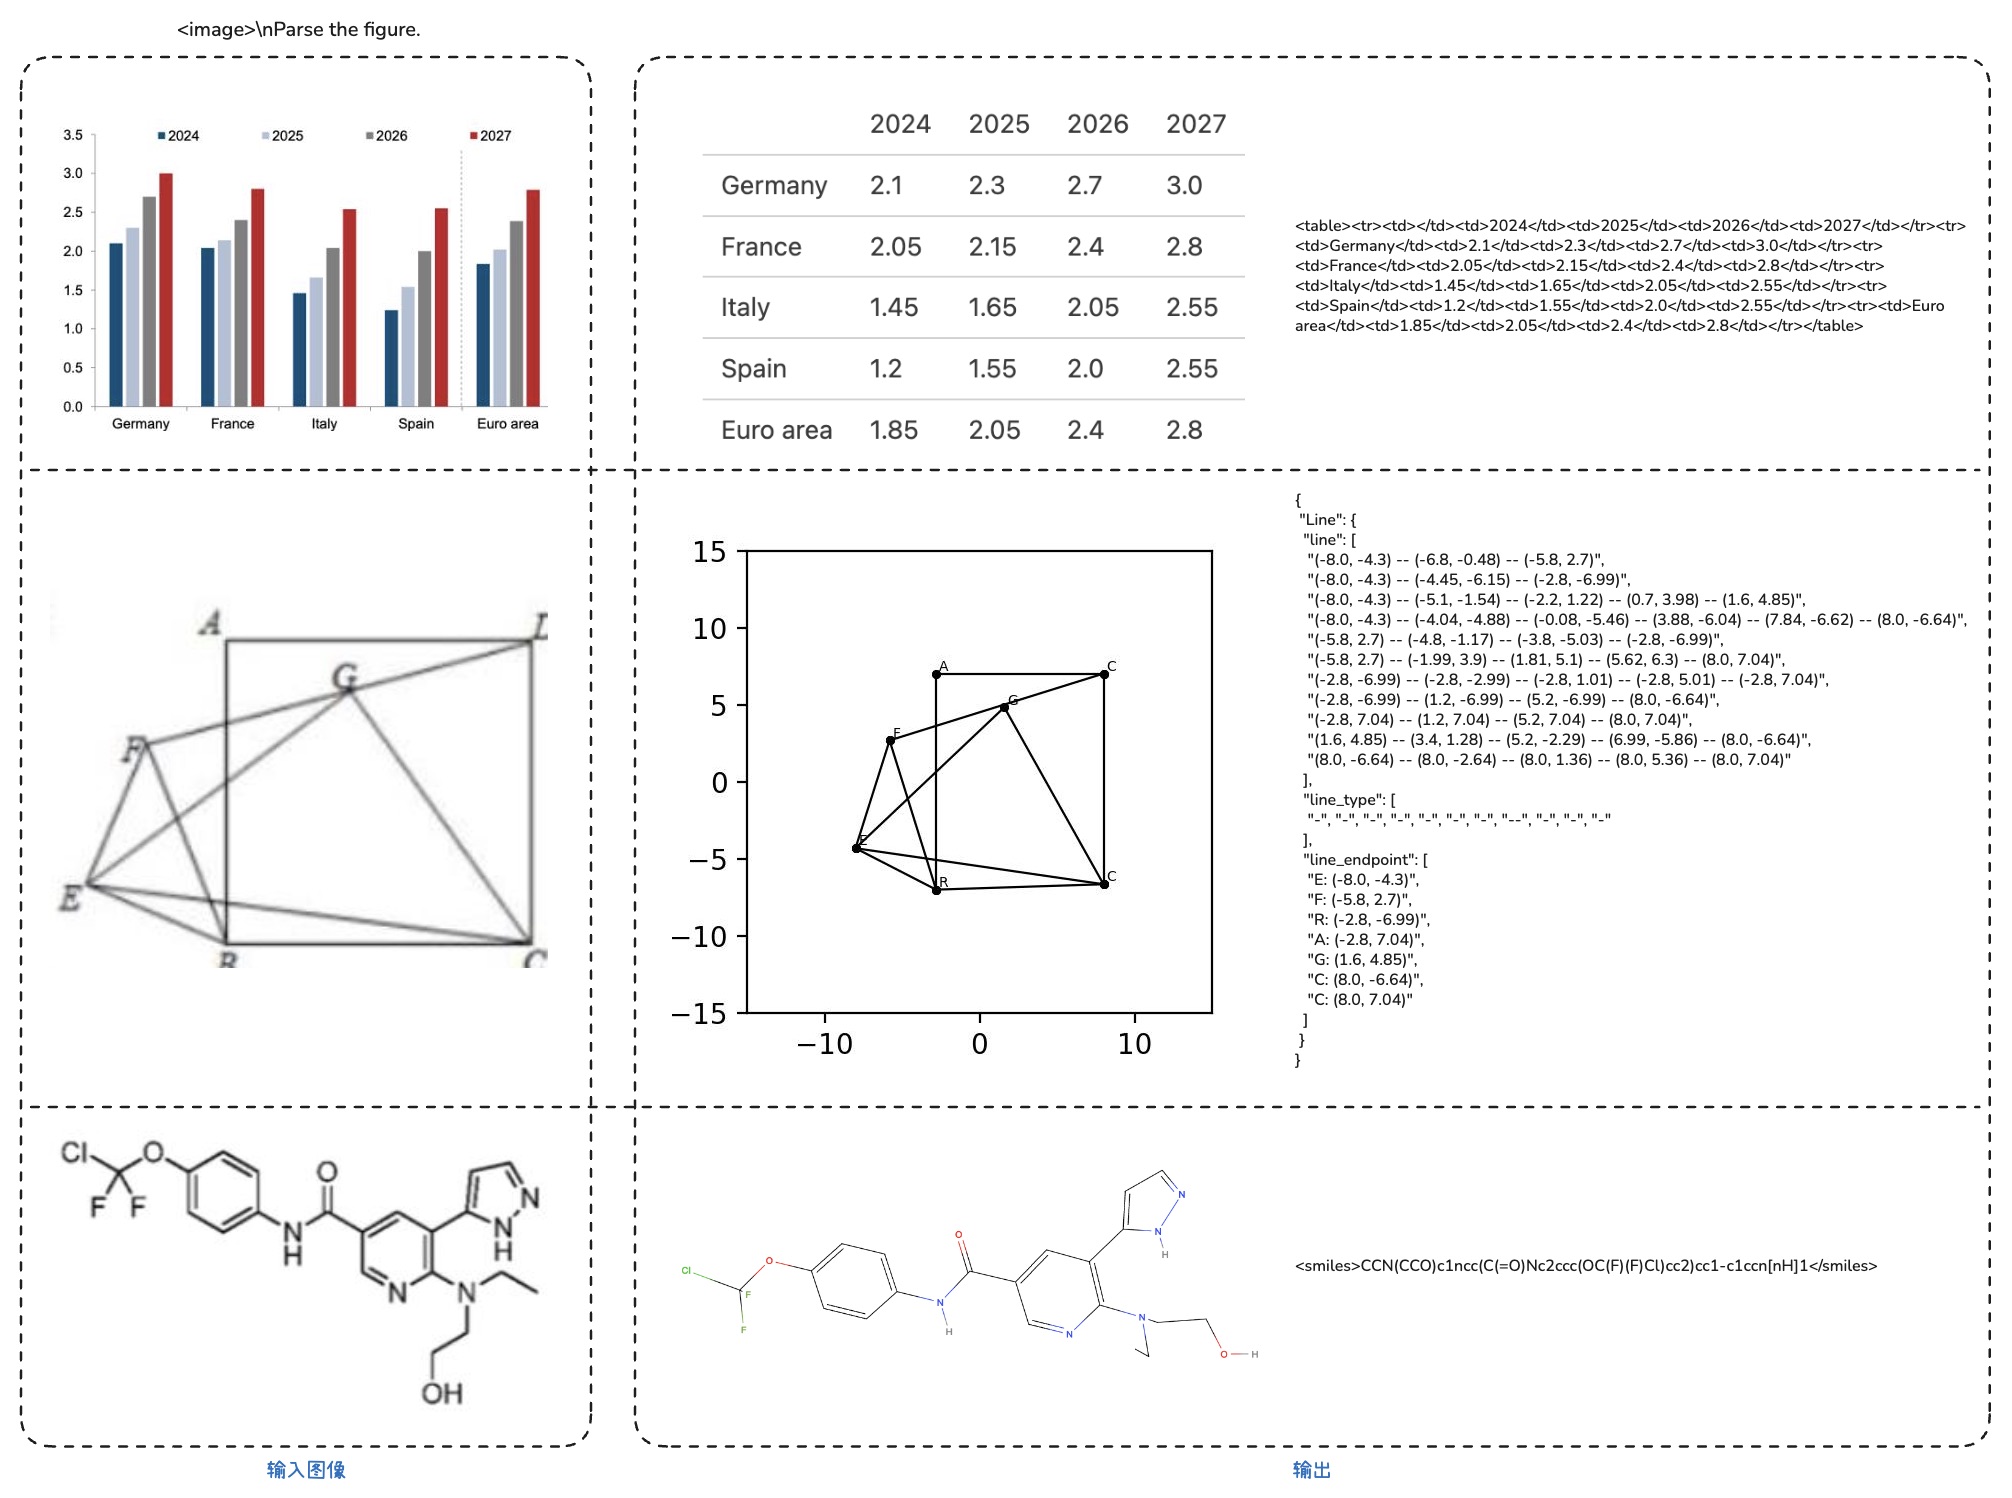 <image>\nParse the figure.
2024 2025 2026 2027
3.5
3.0
2.5
2.0
1.5
1.0
0.5
0.0
Germany France Italy Spain Euro area
2024 2025 2026 2027
Germany 2.1 2.3 2.7 3.0
France 2.05 2.15 2.4 2.8
Italy 1.45 1.65 2.05 2.55
Spain 1.2 1.55 2.0 2.55
Euro area 1.85 2.05 2.4 2.8
<table><tr><td></td><td>2024</td><td>2025</td><td>2026</td><td>2027</td></tr><tr>
<td>Germany</td><td>2.1</td><td>2.3</td><td>2.7</td><td>3.0</td></tr><tr>
<td>France</td><td>2.05</td><td>2.15</td><td>2.4</td><td>2.8</td></tr><tr>
<td>Italy</td><td>1.45</td><td>1.65</td><td>2.05</td><td>2.55</td></tr><tr>
<td>Spain</td><td>1.2</td><td>1.55</td><td>2.0</td><td>2.55</td></tr><tr><td>Euro
area</td><td>1.85</td><td>2.05</td><td>2.4</td><td>2.8</td></tr></table>
A D
G
F
E
B C
15
10
5
0
−5
−10
−15
−10 0 10
A C
G
F
E
R C
{
"Line": {
"line": [
"(-8.0, -4.3) -- (-6.8, -0.48) -- (-5.8, 2.7)",
"(-8.0, -4.3) -- (-4.45, -6.15) -- (-2.8, -6.99)",
"(-8.0, -4.3) -- (-5.1, -1.54) -- (-2.2, 1.22) -- (0.7, 3.98) -- (1.6, 4.85)",
"(-8.0, -4.3) -- (-4.04, -4.88) -- (-0.08, -5.46) -- (3.88, -6.04) -- (7.84, -6.62) -- (8.0, -6.64)",
"(-5.8, 2.7) -- (-4.8, -1.17) -- (-3.8, -5.03) -- (-2.8, -6.99)",
"(-5.8, 2.7) -- (-1.99, 3.9) -- (1.81, 5.1) -- (5.62, 6.3) -- (8.0, 7.04)",
"(-2.8, -6.99) -- (-2.8, -2.99) -- (-2.8, 1.01) -- (-2.8, 5.01) -- (-2.8, 7.04)",
"(-2.8, -6.99) -- (1.2, -6.99) -- (5.2, -6.99) -- (8.0, -6.64)",
"(-2.8, 7.04) -- (1.2, 7.04) -- (5.2, 7.04) -- (8.0, 7.04)",
"(1.6, 4.85) -- (3.4, 1.28) -- (5.2, -2.29) -- (6.99, -5.86) -- (8.0, -6.64)",
"(8.0, -6.64) -- (8.0, -2.64) -- (8.0, 1.36) -- (8.0, 5.36) -- (8.0, 7.04)"
],
"line_type": [
"-", "-", "-", "-", "-", "-", "-", "--", "-", "-", "-"
],
"line_endpoint": [
"E: (-8.0, -4.3)",
"F: (-5.8, 2.7)",
"R: (-2.8, -6.99)",
"A: (-2.8, 7.04)",
"G: (1.6, 4.85)",
"C: (8.0, -6.64)",
"C: (8.0, 7.04)"
]
}
}
Cl O
F F
O
N
H
N
N
H
N
N
OH
Cl O
F
F
O
N
H
N
N
H
N
N
O H
<smiles>CCN(CCO)c1ncc(C(=O)Nc2ccc(OC(F)(F)Cl)cc2)cc1-c1ccn[nH]1</smiles>
输入图像
输出